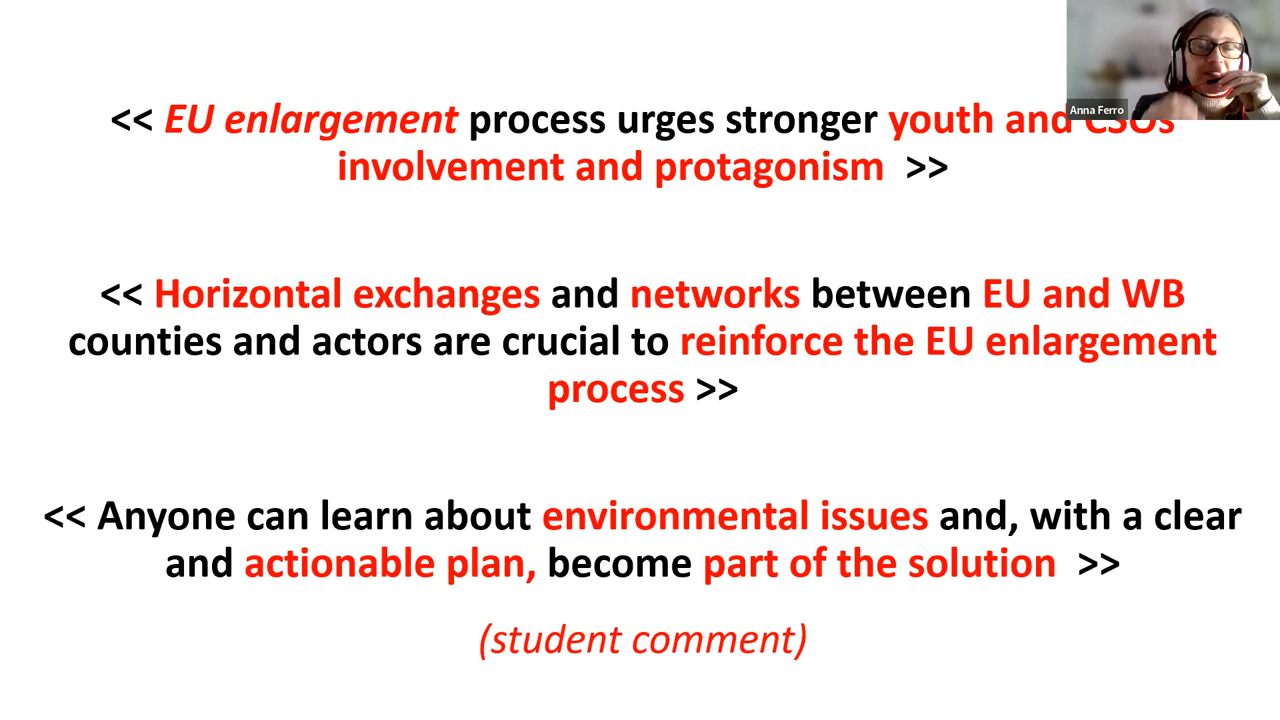 Anna Ferro
<< EU enlargement process urges stronger youth and CSOs
involvement and protagonism >>
<< Horizontal exchanges and networks between EU and WB
counties and actors are crucial to reinforce the EU enlargement
process >>
<< Anyone can learn about environmental issues and, with a clear
and actionable plan, become part of the solution >>
(student comment)